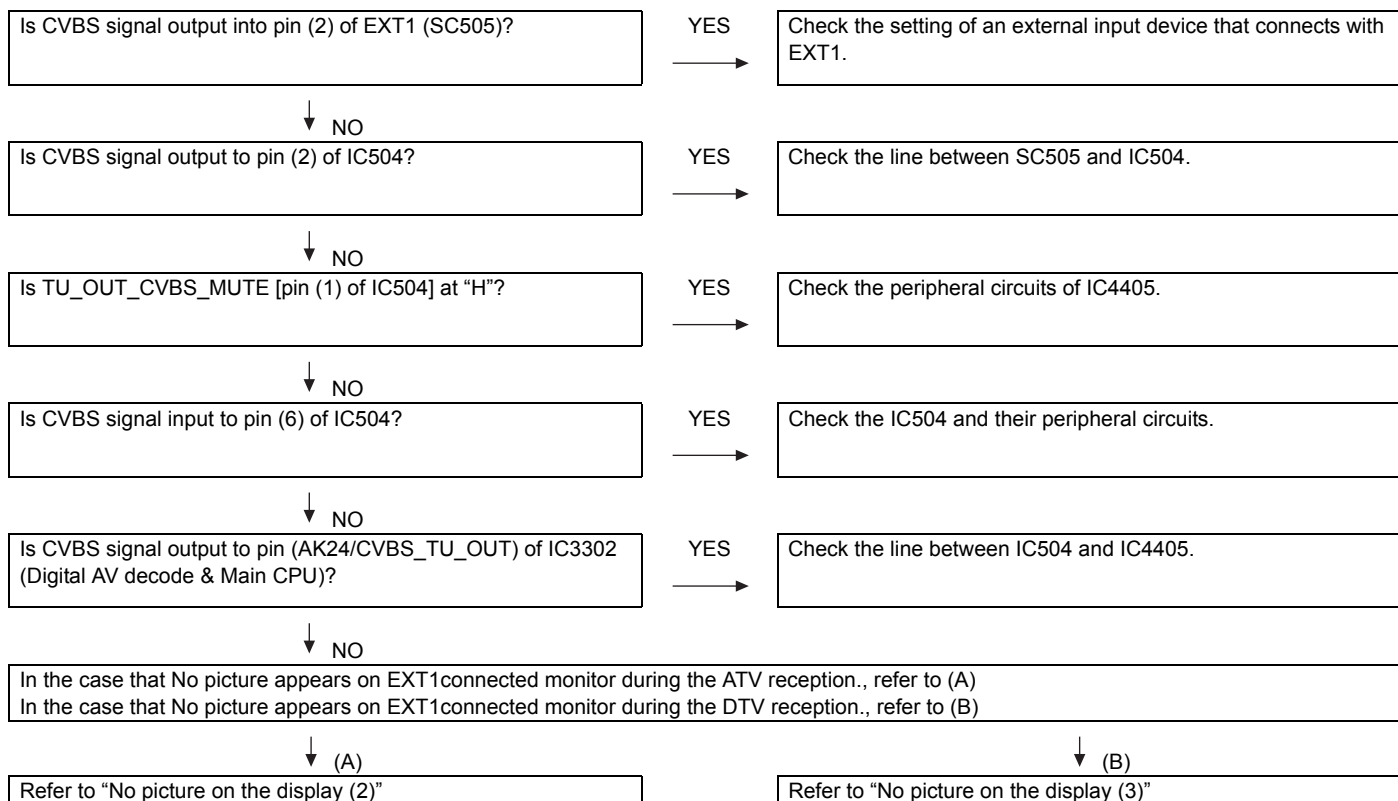 Is CVBS signal output into pin (2) of EXT1 (SC505)?
YES
Check the setting of an external input device that connects with
EXT1.
NO
Is CVBS signal output to pin (2) of IC504?
YES
Check the line between SC505 and IC504.
NO
Is TU_OUT_CVBS_MUTE [pin (1) of IC504] at “H”?
YES
Check the peripheral circuits of IC4405.
NO
Is CVBS signal input to pin (6) of IC504?
YES
Check the IC504 and their peripheral circuits.
NO
Is CVBS signal output to pin (AK24/CVBS_TU_OUT) of IC3302
(Digital AV decode & Main CPU)?
YES
Check the line between IC504 and IC4405.
NO
In the case that No picture appears on EXT1connected monitor during the ATV reception., refer to (A)
In the case that No picture appears on EXT1connected monitor during the DTV reception., refer to (B)
(A)
(B)
Refer to “No picture on the display (2)”
Refer to “No picture on the display (3)”